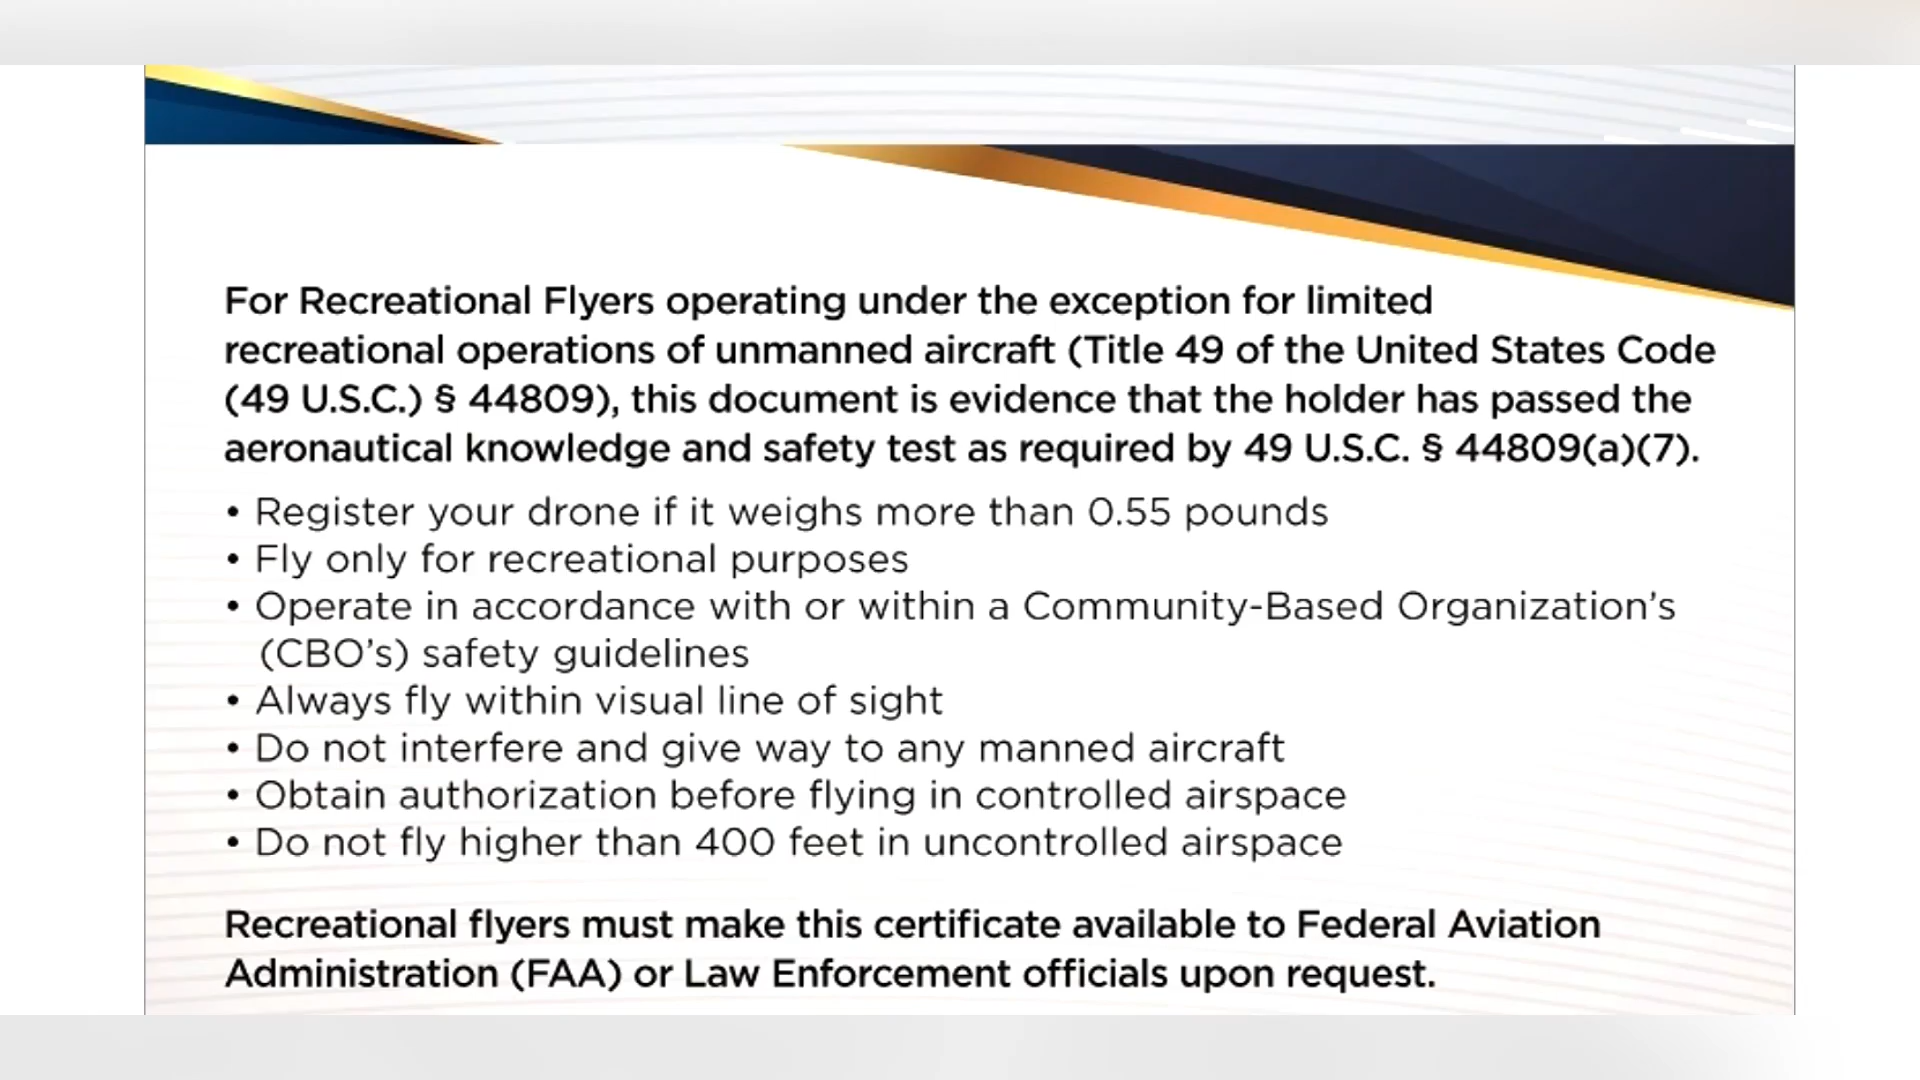 For Recreational Flyers operating under the exception for limited
recreational operations of unmanned aircraft (Title 49 of the United States Code
(49 U.S.C.) § 44809), this document is evidence that the holder has passed the
aeronautical knowledge and safety test as required by 49 U.S.C. § 44809(a)(7).
• Register your drone if it weighs more than 0.55 pounds
• Fly only for recreational purposes
• Operate in accordance with or within a Community-Based Organization’s
(CBO’s) safety guidelines
• Always fly within visual line of sight
• Do not interfere and give way to any manned aircraft
• Obtain authorization before flying in controlled airspace
• Do not fly higher than 400 feet in uncontrolled airspace
Recreational flyers must make this certificate available to Federal Aviation
Administration (FAA) or Law Enforcement officials upon request.